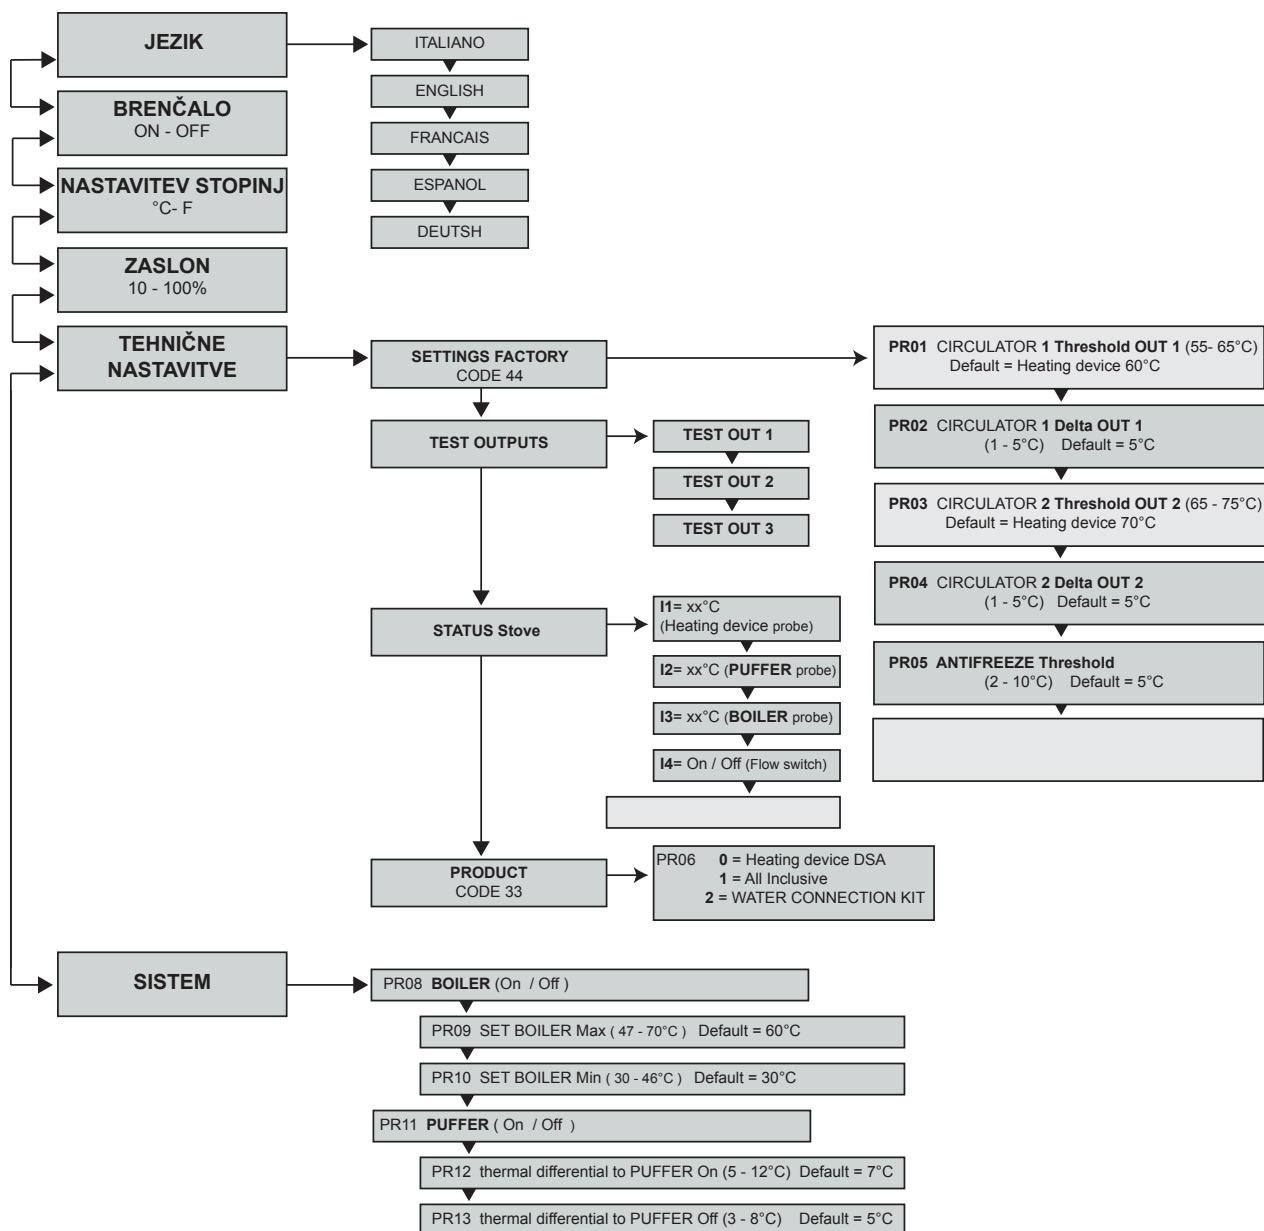 JEZIK
ITALIANO
ENGLISH
FRANCAIS
ESPANOL
DEUTSH
BRENČALO
ON - OFF
NASTAVITEV STOPINJ
°C- F
ZASLON
10 - 100%
TEHNIČNE
NASTAVITVE
SETTINGS FACTORY
CODE 44
PR01 CIRCULATOR 1 Threshold OUT 1 (55- 65°C)
Default = Heating device 60°C
PR02 CIRCULATOR 1 Delta OUT 1
(1 - 5°C) Default = 5°C
PR03 CIRCULATOR 2 Threshold OUT 2 (65 - 75°C)
Default = Heating device 70°C
PR04 CIRCULATOR 2 Delta OUT 2
(1 - 5°C) Default = 5°C
PR05 ANTIFREEZE Threshold
(2 - 10°C) Default = 5°C
TEST OUTPUTS
TEST OUT 1
TEST OUT 2
TEST OUT 3
STATUS Stove
I1= xx°C
(Heating device probe)
I2= xx°C (PUFFER probe)
I3= xx°C (BOILER probe)
I4= On / Off (Flow switch)
PRODUCT
CODE 33
PR06 0 = Heating device DSA
1 = All Inclusive
2 = WATER CONNECTION KIT
SISTEM
PR08 BOILER (On / Off )
PR09 SET BOILER Max ( 47 - 70°C ) Default = 60°C
PR10 SET BOILER Min ( 30 - 46°C ) Default = 30°C
PR11 PUFFER ( On / Off )
PR12 thermal differential to PUFFER On (5 - 12°C) Default = 7°C
PR13 thermal differential to PUFFER Off (3 - 8°C) Default = 5°C